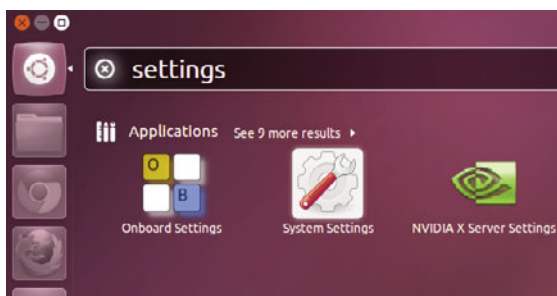 settings
Applications See 9 more results
O
B
Onboard Settings System Settings NVIDIA X Server Settings